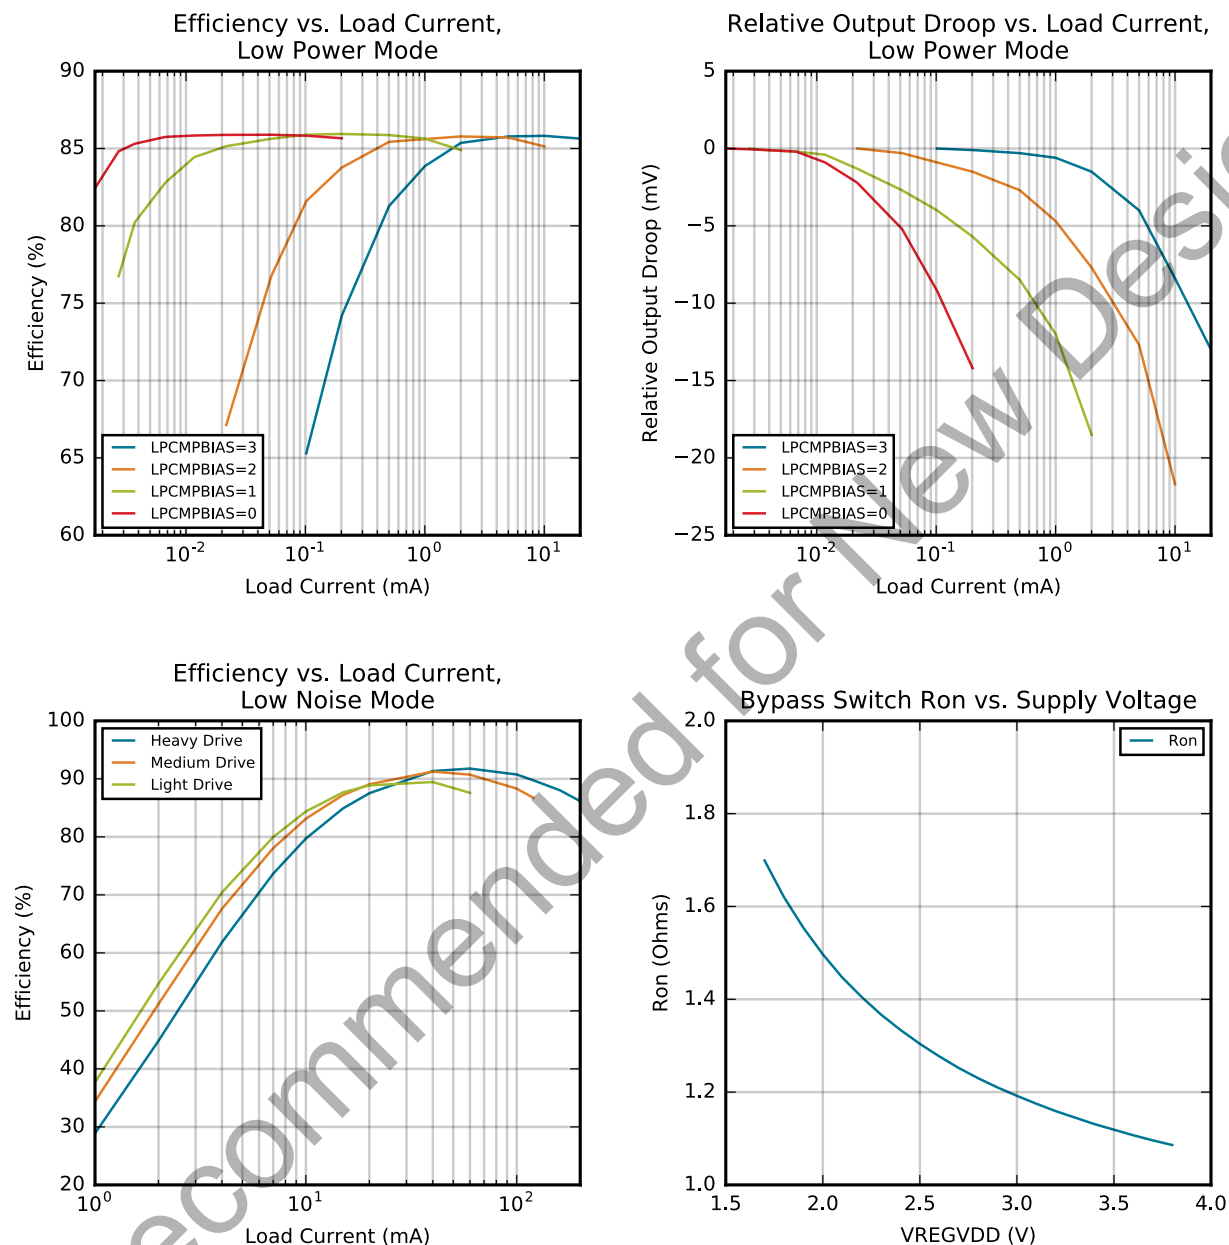 Efficiency vs. Load Current,
Low Power Mode
90
85
80
75
70
65
60
Efficiency (%)
LPCMPBIAS=3
LPCMPBIAS=2
LPCMPBIAS=1
LPCMPBIAS=0
10⁻²
10⁻¹
10⁰
10¹
Load Current (mA)
Relative Output Droop vs. Load Current,
Low Power Mode
5
0
−5
−10
−15
−20
−25
Relative Output Droop (mV)
LPCMPBIAS=3
LPCMPBIAS=2
LPCMPBIAS=1
LPCMPBIAS=0
10⁻²
10⁻¹
10⁰
10¹
Load Current (mA)
Efficiency vs. Load Current,
Low Noise Mode
100
90
80
70
60
50
40
30
20
Efficiency (%)
Heavy Drive
Medium Drive
Light Drive
10⁰
10¹
10²
Load Current (mA)
Bypass Switch Ron vs. Supply Voltage
2.0
1.8
1.6
1.4
1.2
1.0
Ron (Ohms)
Ron
1.5
2.0
2.5
3.0
3.5
4.0
VREGVDD (V)
ecommended for New Desi